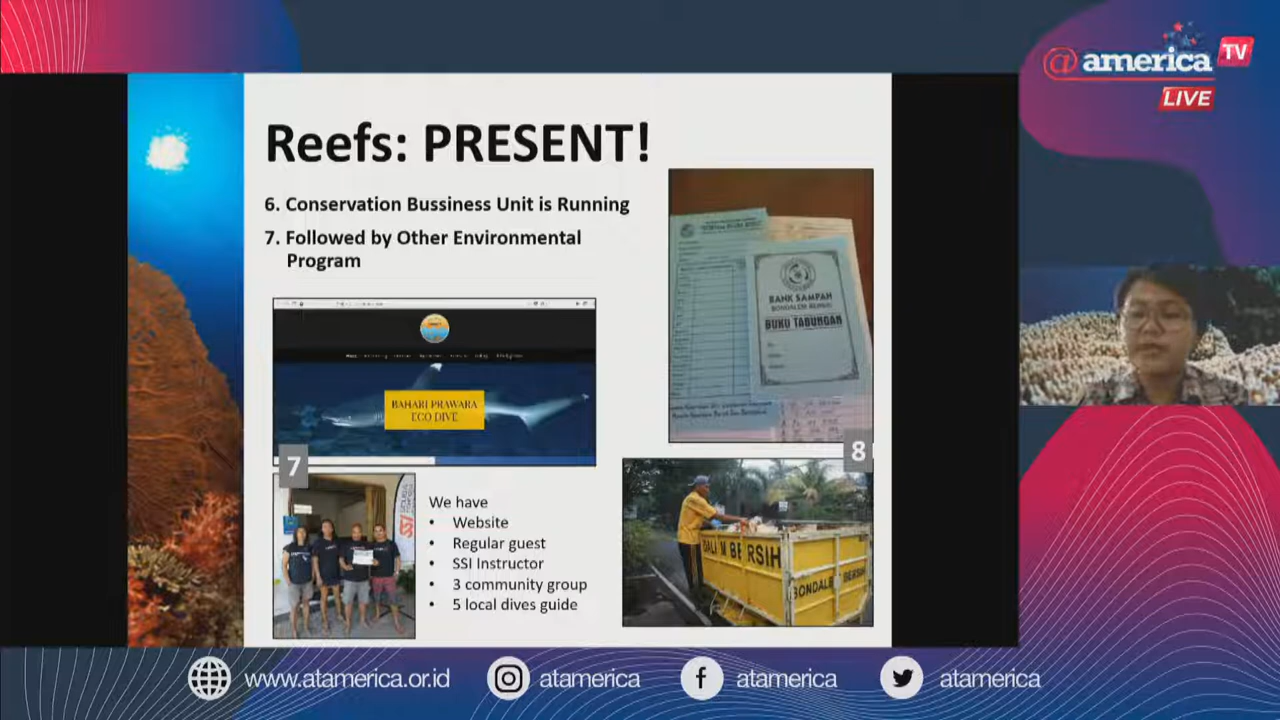 @america TV
LIVE
Reefs: PRESENT!
6. Conservation Bussiness Unit is Running
7. Followed by Other Environmental
Program
BANK SAMPAH
BUKU TABUNGAN
BAHARI PRAWARA
ECO DIVE
7
8
SSI
We have
• Website
• Regular guest
• SSI Instructor
• 3 community group
• 5 local dives guide
BERSIH
BERSIH
www.atamerica.or.id
atamerica
atamerica
atamerica